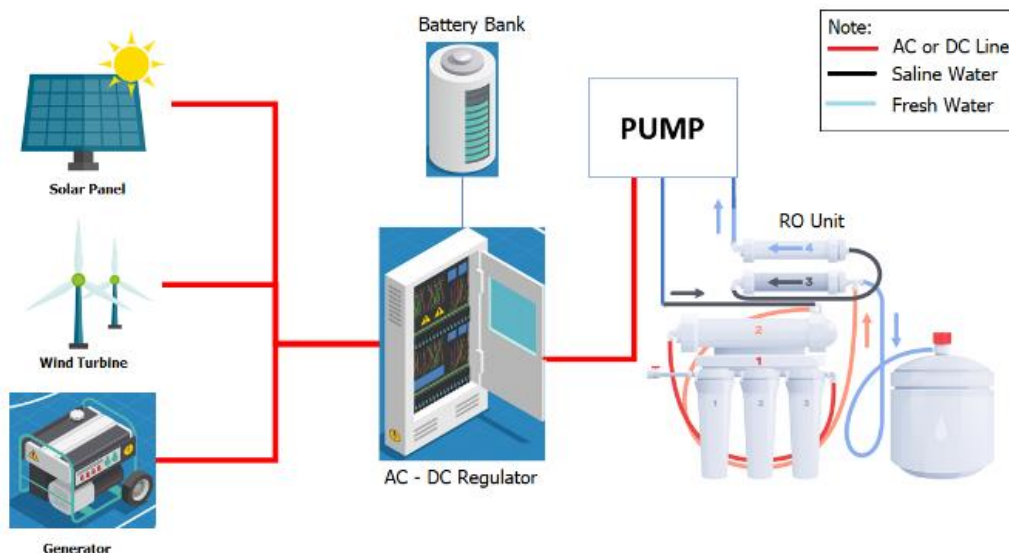 Battery Bank
Note:
AC or DC Line
Saline Water
Fresh Water
PUMP
Solar Panel
RO Unit
4
3
2
1
1
2
3
Wind Turbine
AC - DC Regulator
Generator